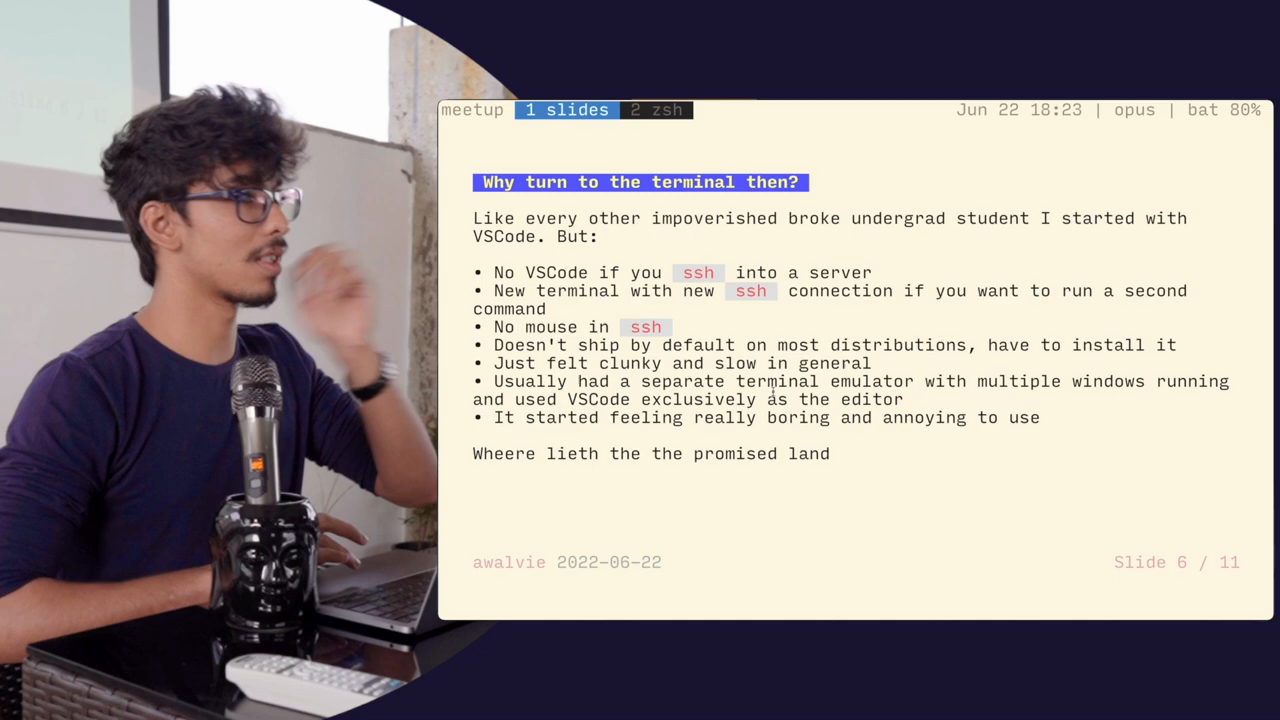 meetup 1 slides 2 zsh Jun 22 18:23 | opus | bat 80%
Why turn to the terminal then?
Like every other impoverished broke undergrad student I started with
VSCode. But:
• No VSCode if you ssh into a server
• New terminal with new ssh connection if you want to run a second
command
• No mouse in ssh
• Doesn't ship by default on most distributions, have to install it
• Just felt clunky and slow in general
• Usually had a separate terminal emulator with multiple windows running
and used VSCode exclusively as the editor
• It started feeling really boring and annoying to use
Wheere lieth the the promised land
awalvie 2022-06-22 Slide 6 / 11